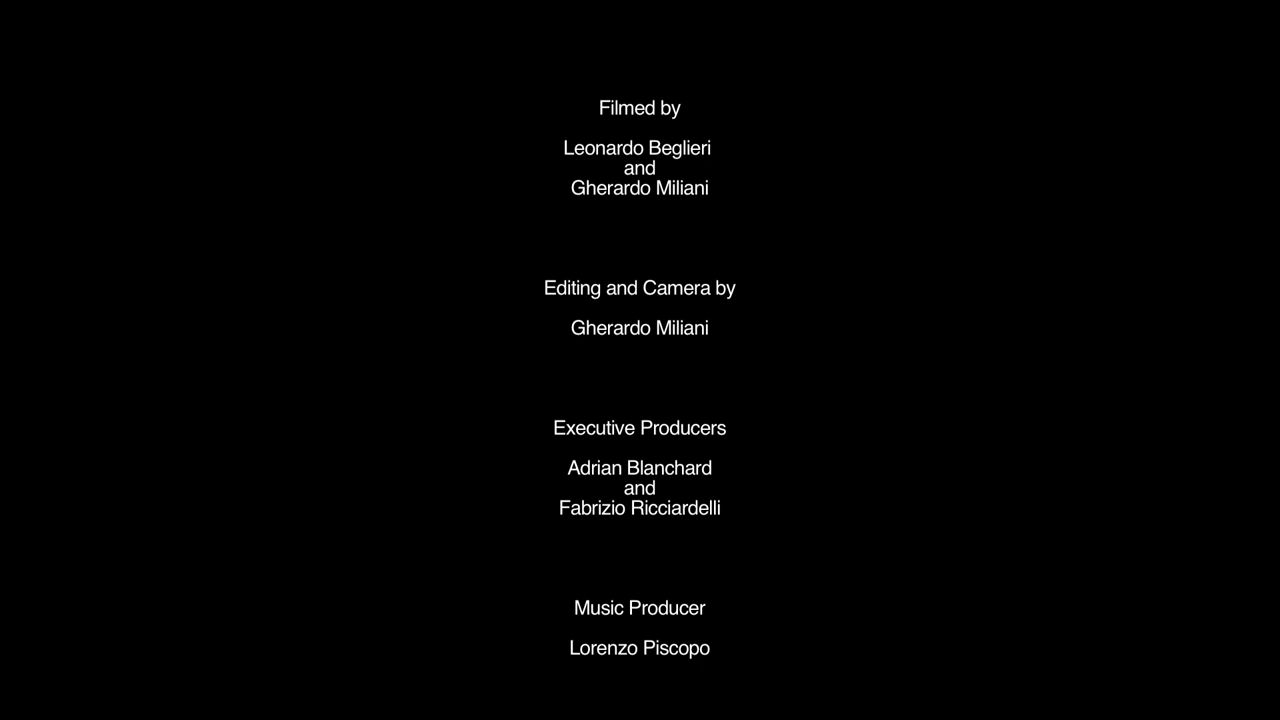 Filmed by
Leonardo Beglieri
and
Gherardo Miliani
Editing and Camera by
Gherardo Miliani
Executive Producers
Adrian Blanchard
and
Fabrizio Ricciardelli
Music Producer
Lorenzo Piscopo